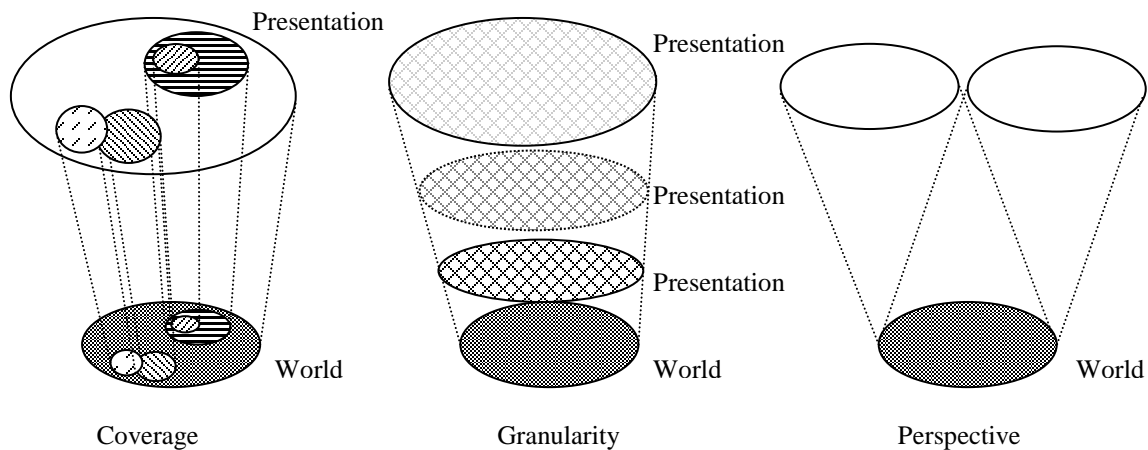 Presentation
Presentation
Presentation
Presentation
World
World
World
Coverage
Granularity
Perspective